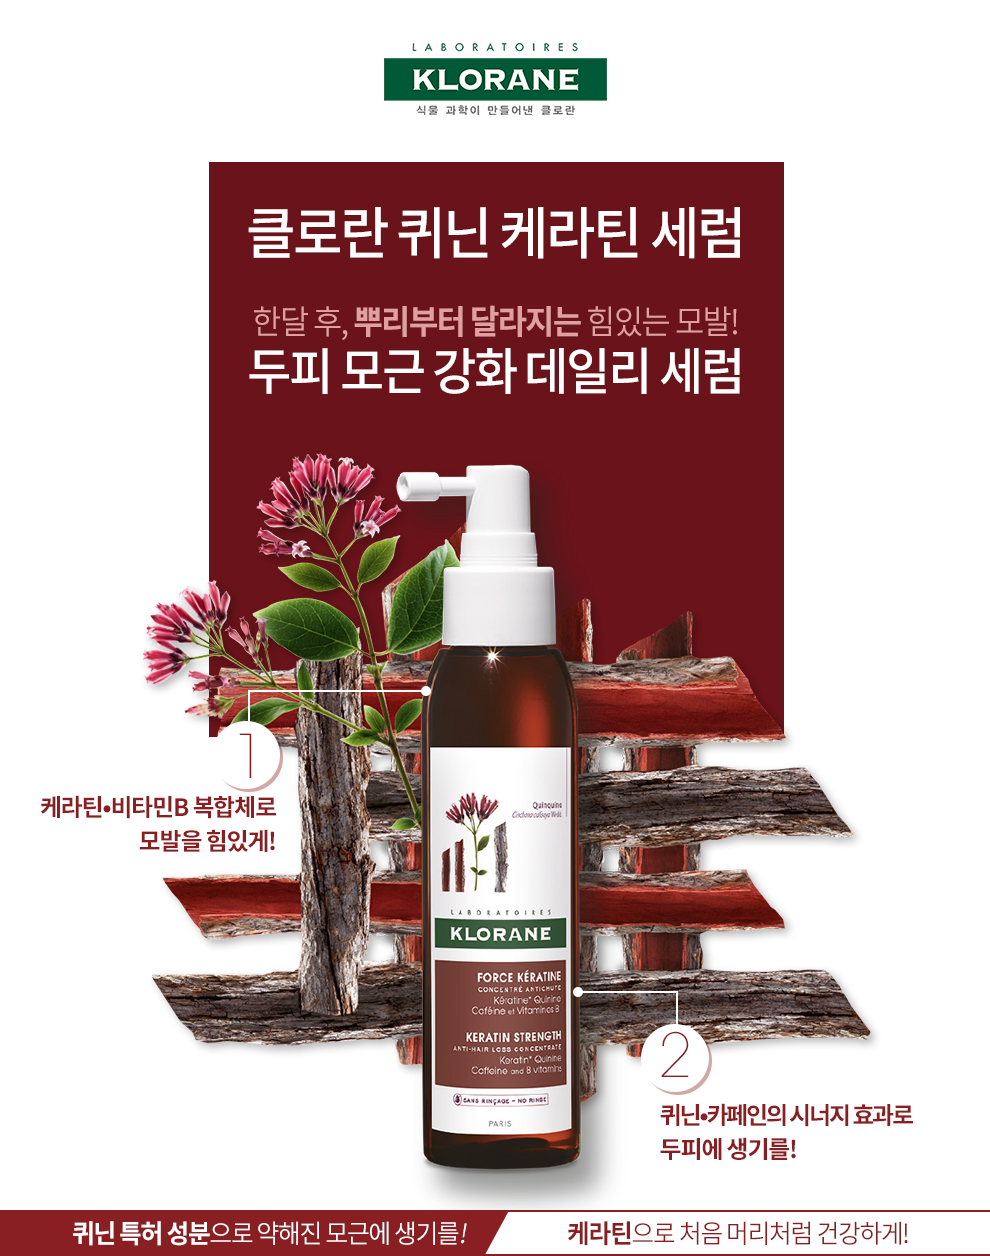 LABORATOIRES
KLORANE
식물 과학이 만들어낸 클로란
클로란 퀴닌 케라틴 세럼
한달 후, 뿌리부터 달라지는 힘있는 모발!
두피 모근 강화 데일리 세럼
1
케라틴•비타민B 복합체로
모발을 힘있게!
Quinquina
Cinchona calisaya Wedd.
LABORATOIRES
KLORANE
FORCE KÉRATINE
CONCENTRÉ ANTICHUTE
Kératine* Quinine
Caféine et Vitamines B
KERATIN STRENGTH
ANTI-HAIR LOSS CONCENTRATE
Keratin* Quinine
Caffeine and B vitamins
SANS RINÇAGE - NO RINSE
PARIS
2
퀴닌•카페인의 시너지 효과로
두피에 생기를!
퀴닌 특허 성분으로 약해진 모근에 생기를!
케라틴으로 처음 머리처럼 건강하게!